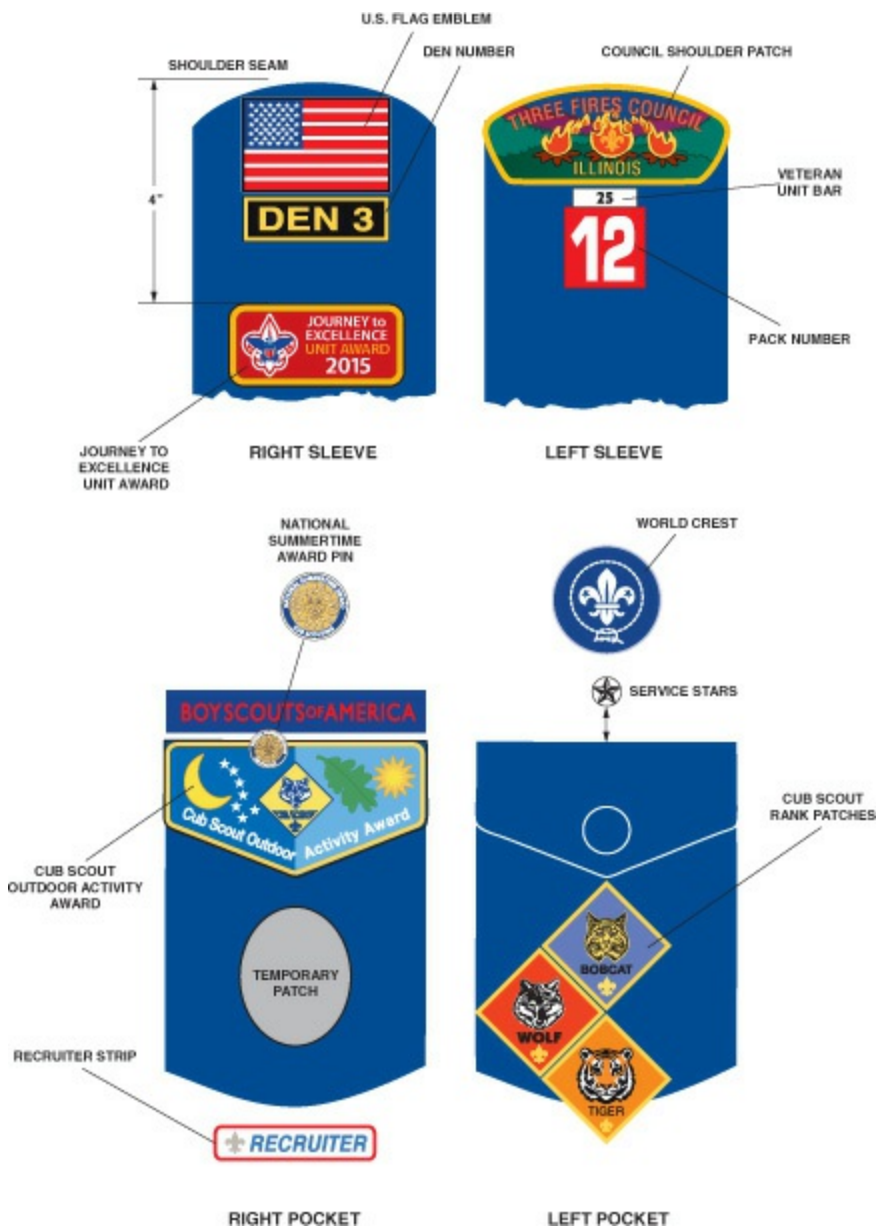 U.S. FLAG EMBLEM
DEN NUMBER
COUNCIL SHOULDER PATCH
SHOULDER SEAM
THREE FIRES COUNCIL
ILLINOIS
VETERAN
UNIT BAR
4"
DEN 3
25
12
PACK NUMBER
JOURNEY to
EXCELLENCE
UNIT AWARD
2015
JOURNEY TO
EXCELLENCE
UNIT AWARD
RIGHT SLEEVE
LEFT SLEEVE
NATIONAL
SUMMERTIME
AWARD PIN
WORLD CREST
SERVICE STARS
BOY SCOUTS OF AMERICA
Cub Scout Outdoor Activity Award
CUB SCOUT
RANK PATCHES
CUB SCOUT
OUTDOOR ACTIVITY
AWARD
TEMPORARY
PATCH
BOBCAT
WOLF
TIGER
RECRUITER STRIP
RECRUITER
RIGHT POCKET
LEFT POCKET